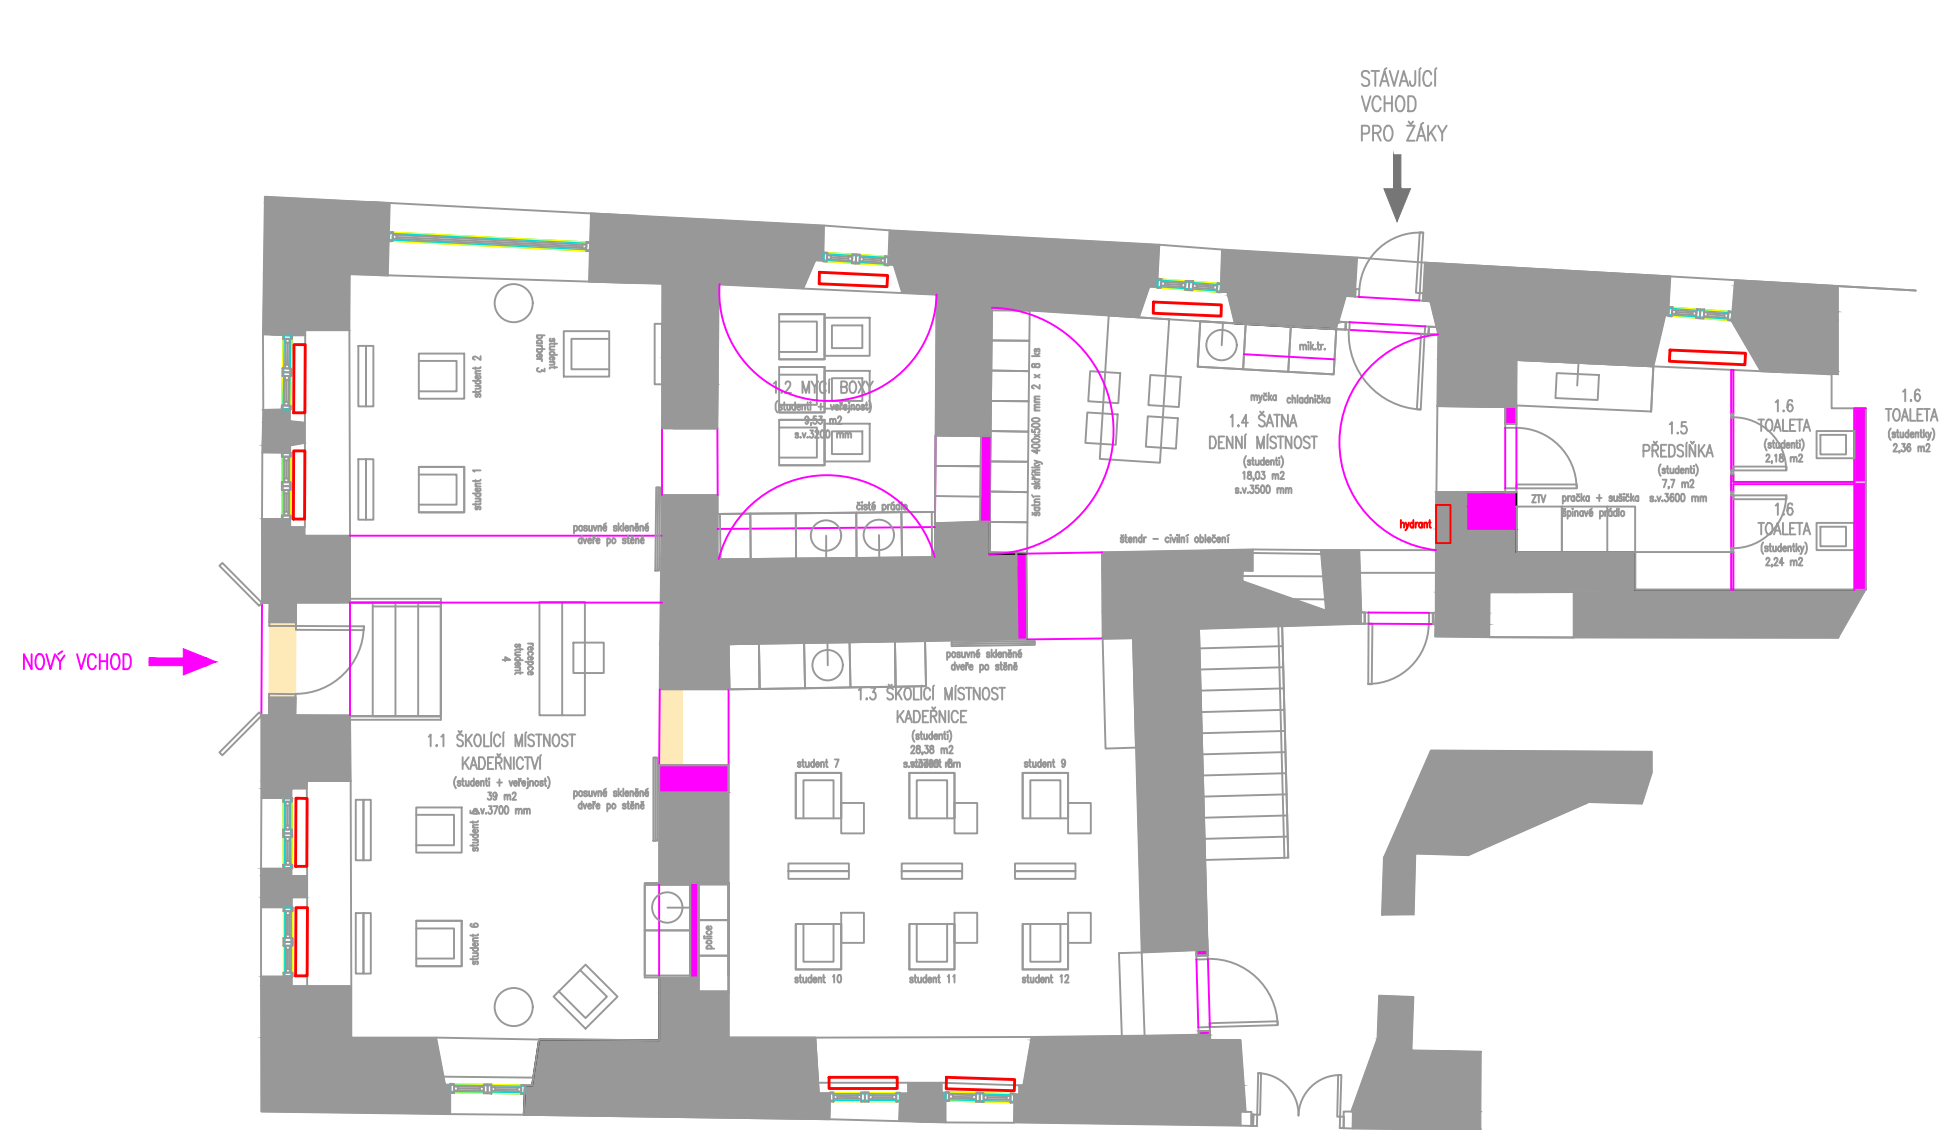 STÁVAJÍCÍ
VCHOD
PRO ŽÁKY
NOVÝ VCHOD
student 2
student
barber 3
student 1
posuvné skleněné
dveře po stěně
1.2 MYCÍ BOXY
(studenti + veřejnost)
9,53 m2
s.v.3200 mm
čisté prádlo
šatní skříňky 400x500 mm 2 x 8 ks
mik.tr.
myčka
chladnička
1.4 ŠATNA
DENNÍ MÍSTNOST
(studenti)
18,03 m2
s.v.3500 mm
hydrant
štendr - civilní oblečení
1.5
PŘEDSÍŇKA
(studenti)
7,7 m2
s.v.3600 mm
ZTV
pračka + sušička
špinavé prádlo
1.6
TOALETA
(studenti)
2,18 m2
1.6
TOALETA
(studentky)
2,24 m2
1.6
TOALETA
(studentky)
2,36 m2
recepce
student
4
posuvné skleněné
dveře po stěně
1.3 ŠKOLÍCÍ MÍSTNOST
KADEŘNICE
(studenti)
28,38 m2
1.1 ŠKOLÍCÍ MÍSTNOST
KADEŘNICTVÍ
(studenti + veřejnost)
39 m2
s.v.3700 mm
posuvné skleněné
dveře po stěně
student 7
student 8
student 9
student 5
student 6
police
student 10
student 11
student 12